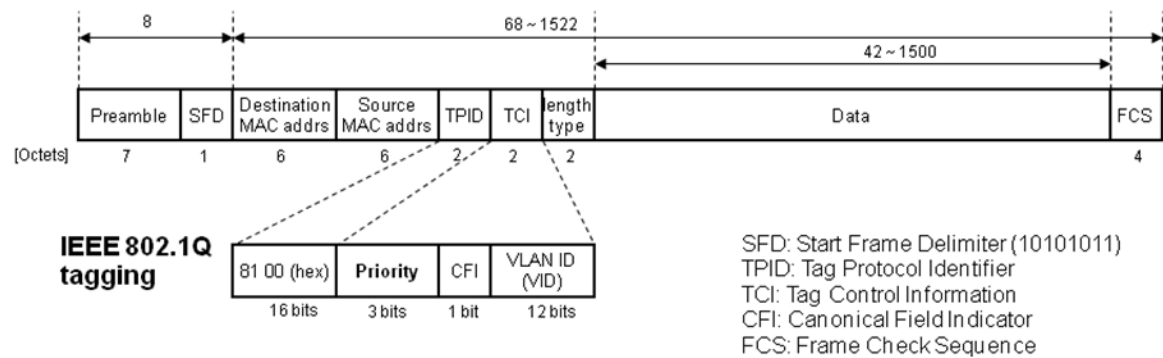 8
68~1522
42~1500
Preamble
SFD
Destination
MAC addrs
Source
MAC addrs
TPID
TCI
length
type
Data
FCS
[Octets]
7
1
6
6
2
2
2
4
IEEE 802.1Q
tagging
81 00 (hex)
Priority
CFI
VLAN ID
(VID)
16 bits
3 bits
1 bit
12 bits
SFD: Start Frame Delimiter (10101011)
TPID: Tag Protocol Identifier
TCI: Tag Control Information
CFI: Canonical Field Indicator
FCS: Frame Check Sequence